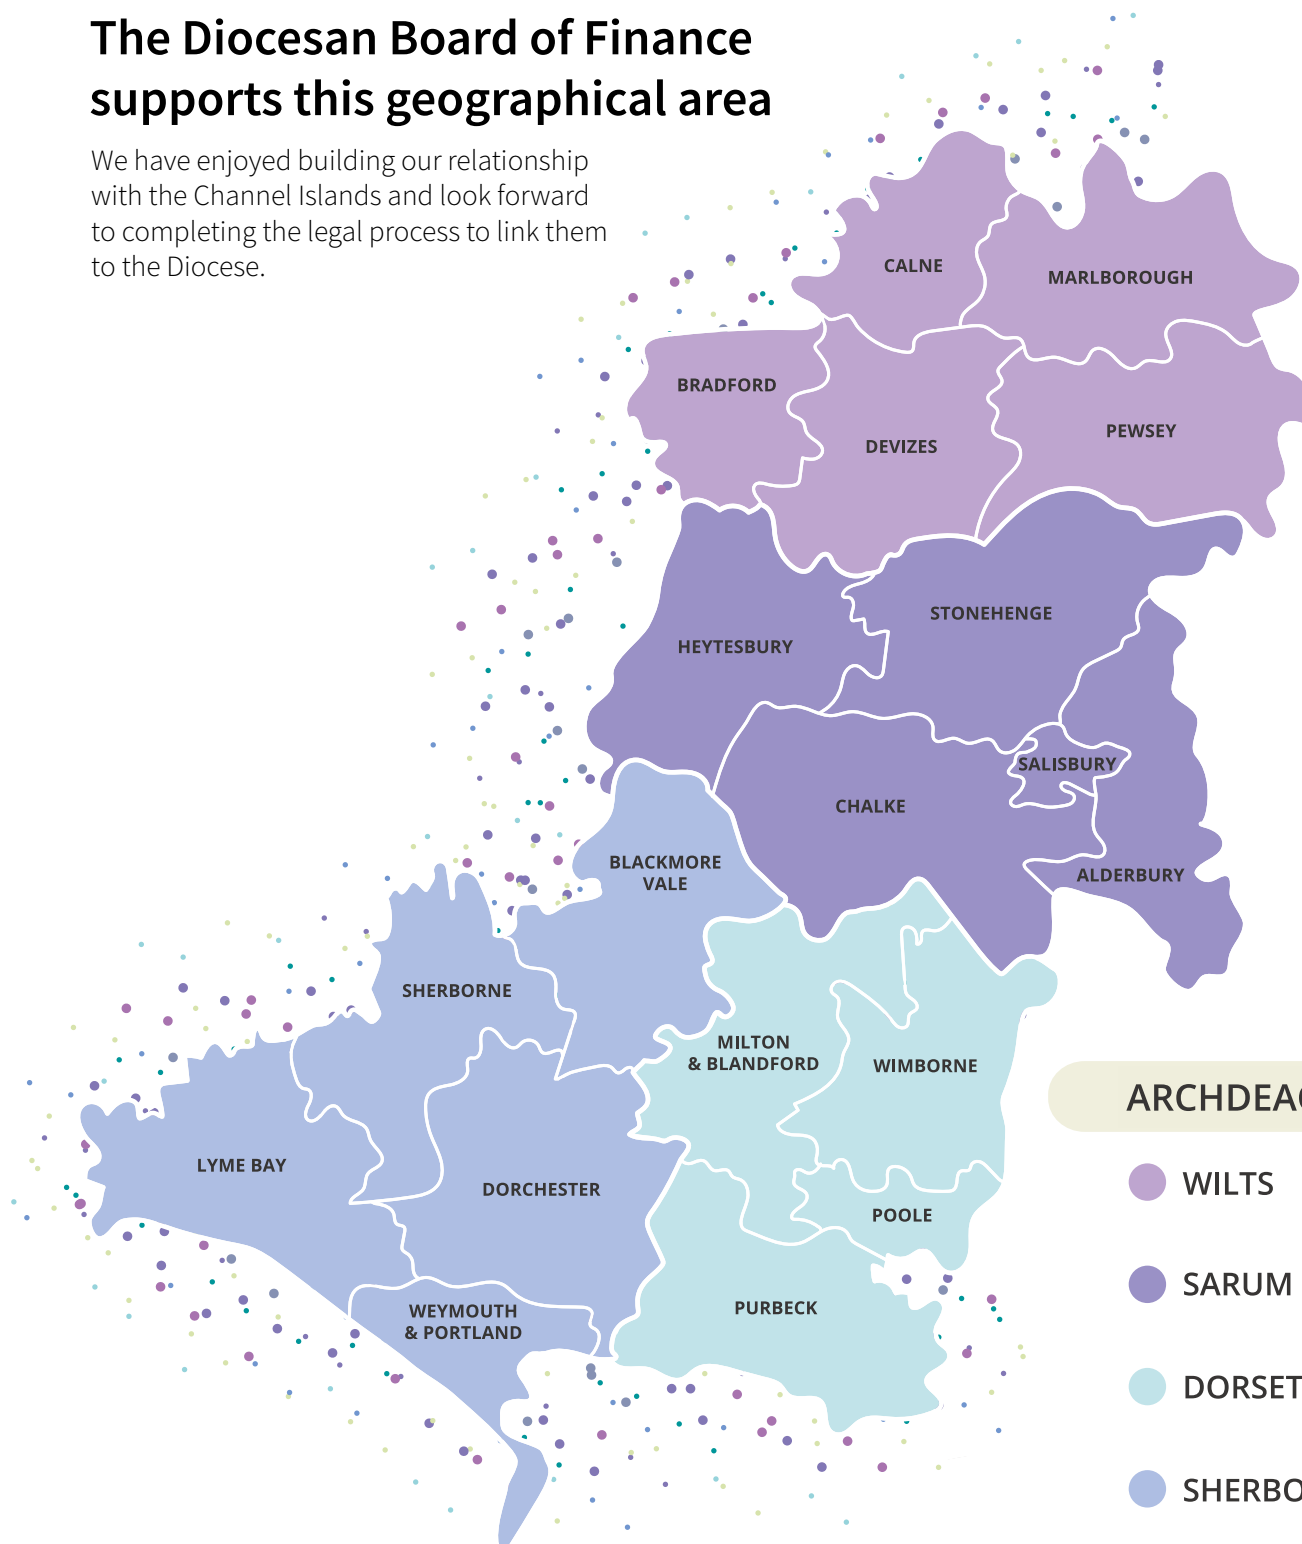 The Diocesan Board of Finance
supports this geographical area
We have enjoyed building our relationship
with the Channel Islands and look forward
to completing the legal process to link them
to the Diocese.
CALNE
MARLBOROUGH
BRADFORD
PEWSEY
DEVIZES
STONEHENGE
HEYTESBURY
SALISBURY
CHALKE
BLACKMORE
VALE
ALDERBURY
SHERBORNE
MILTON
& BLANDFORD
WIMBORNE
ARCHDEAC
LYME BAY
DORCHESTER
WILTS
POOLE
SARUM
PURBECK
WEYMOUTH
& PORTLAND
DORSET
SHERBO